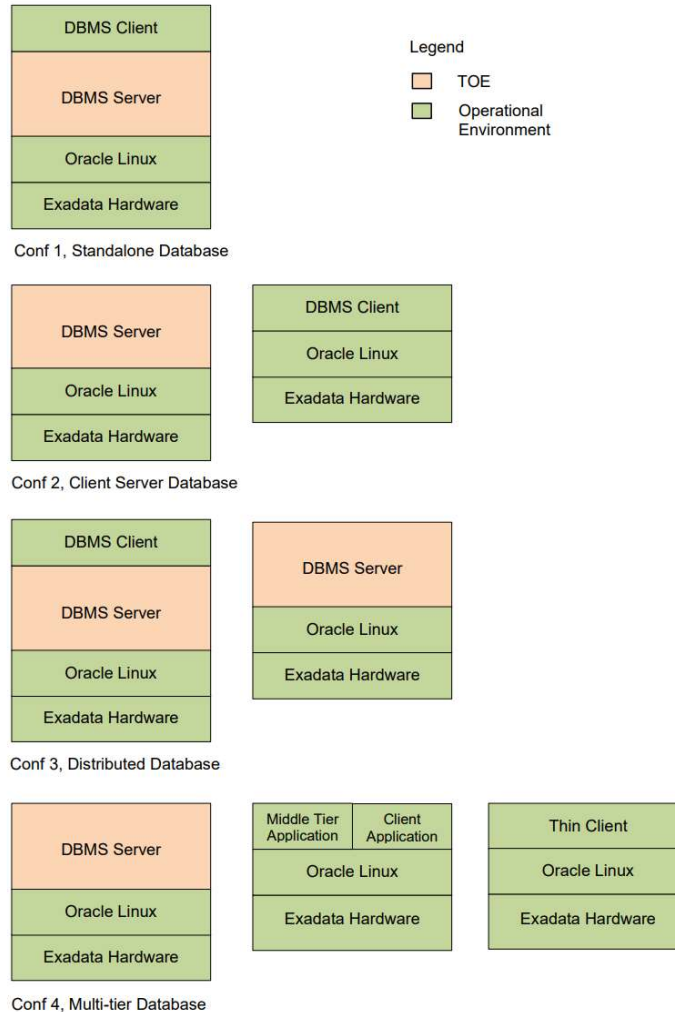 DBMS Client
DBMS Server
Oracle Linux
Exadata Hardware
Legend
TOE
Operational
Environment
Conf 1, Standalone Database
DBMS Server
Oracle Linux
Exadata Hardware
DBMS Client
Oracle Linux
Exadata Hardware
Conf 2, Client Server Database
DBMS Client
DBMS Server
Oracle Linux
Exadata Hardware
DBMS Server
Oracle Linux
Exadata Hardware
Conf 3, Distributed Database
DBMS Server
Oracle Linux
Exadata Hardware
Middle Tier
Application
Client
Application
Oracle Linux
Exadata Hardware
Thin Client
Oracle Linux
Exadata Hardware
Conf 4, Multi-tier Database